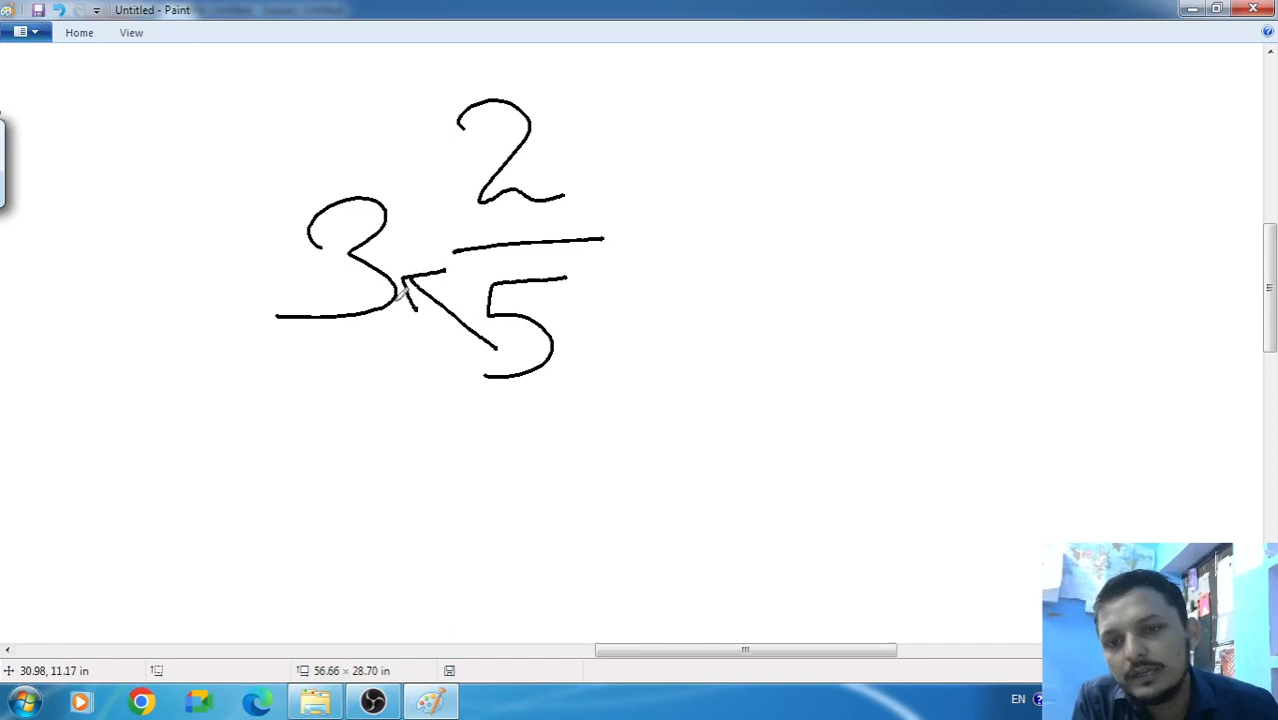 Untitled - Paint
Home View
3 2/5
30.98, 11.17 in
56.66 × 28.70 in
EN